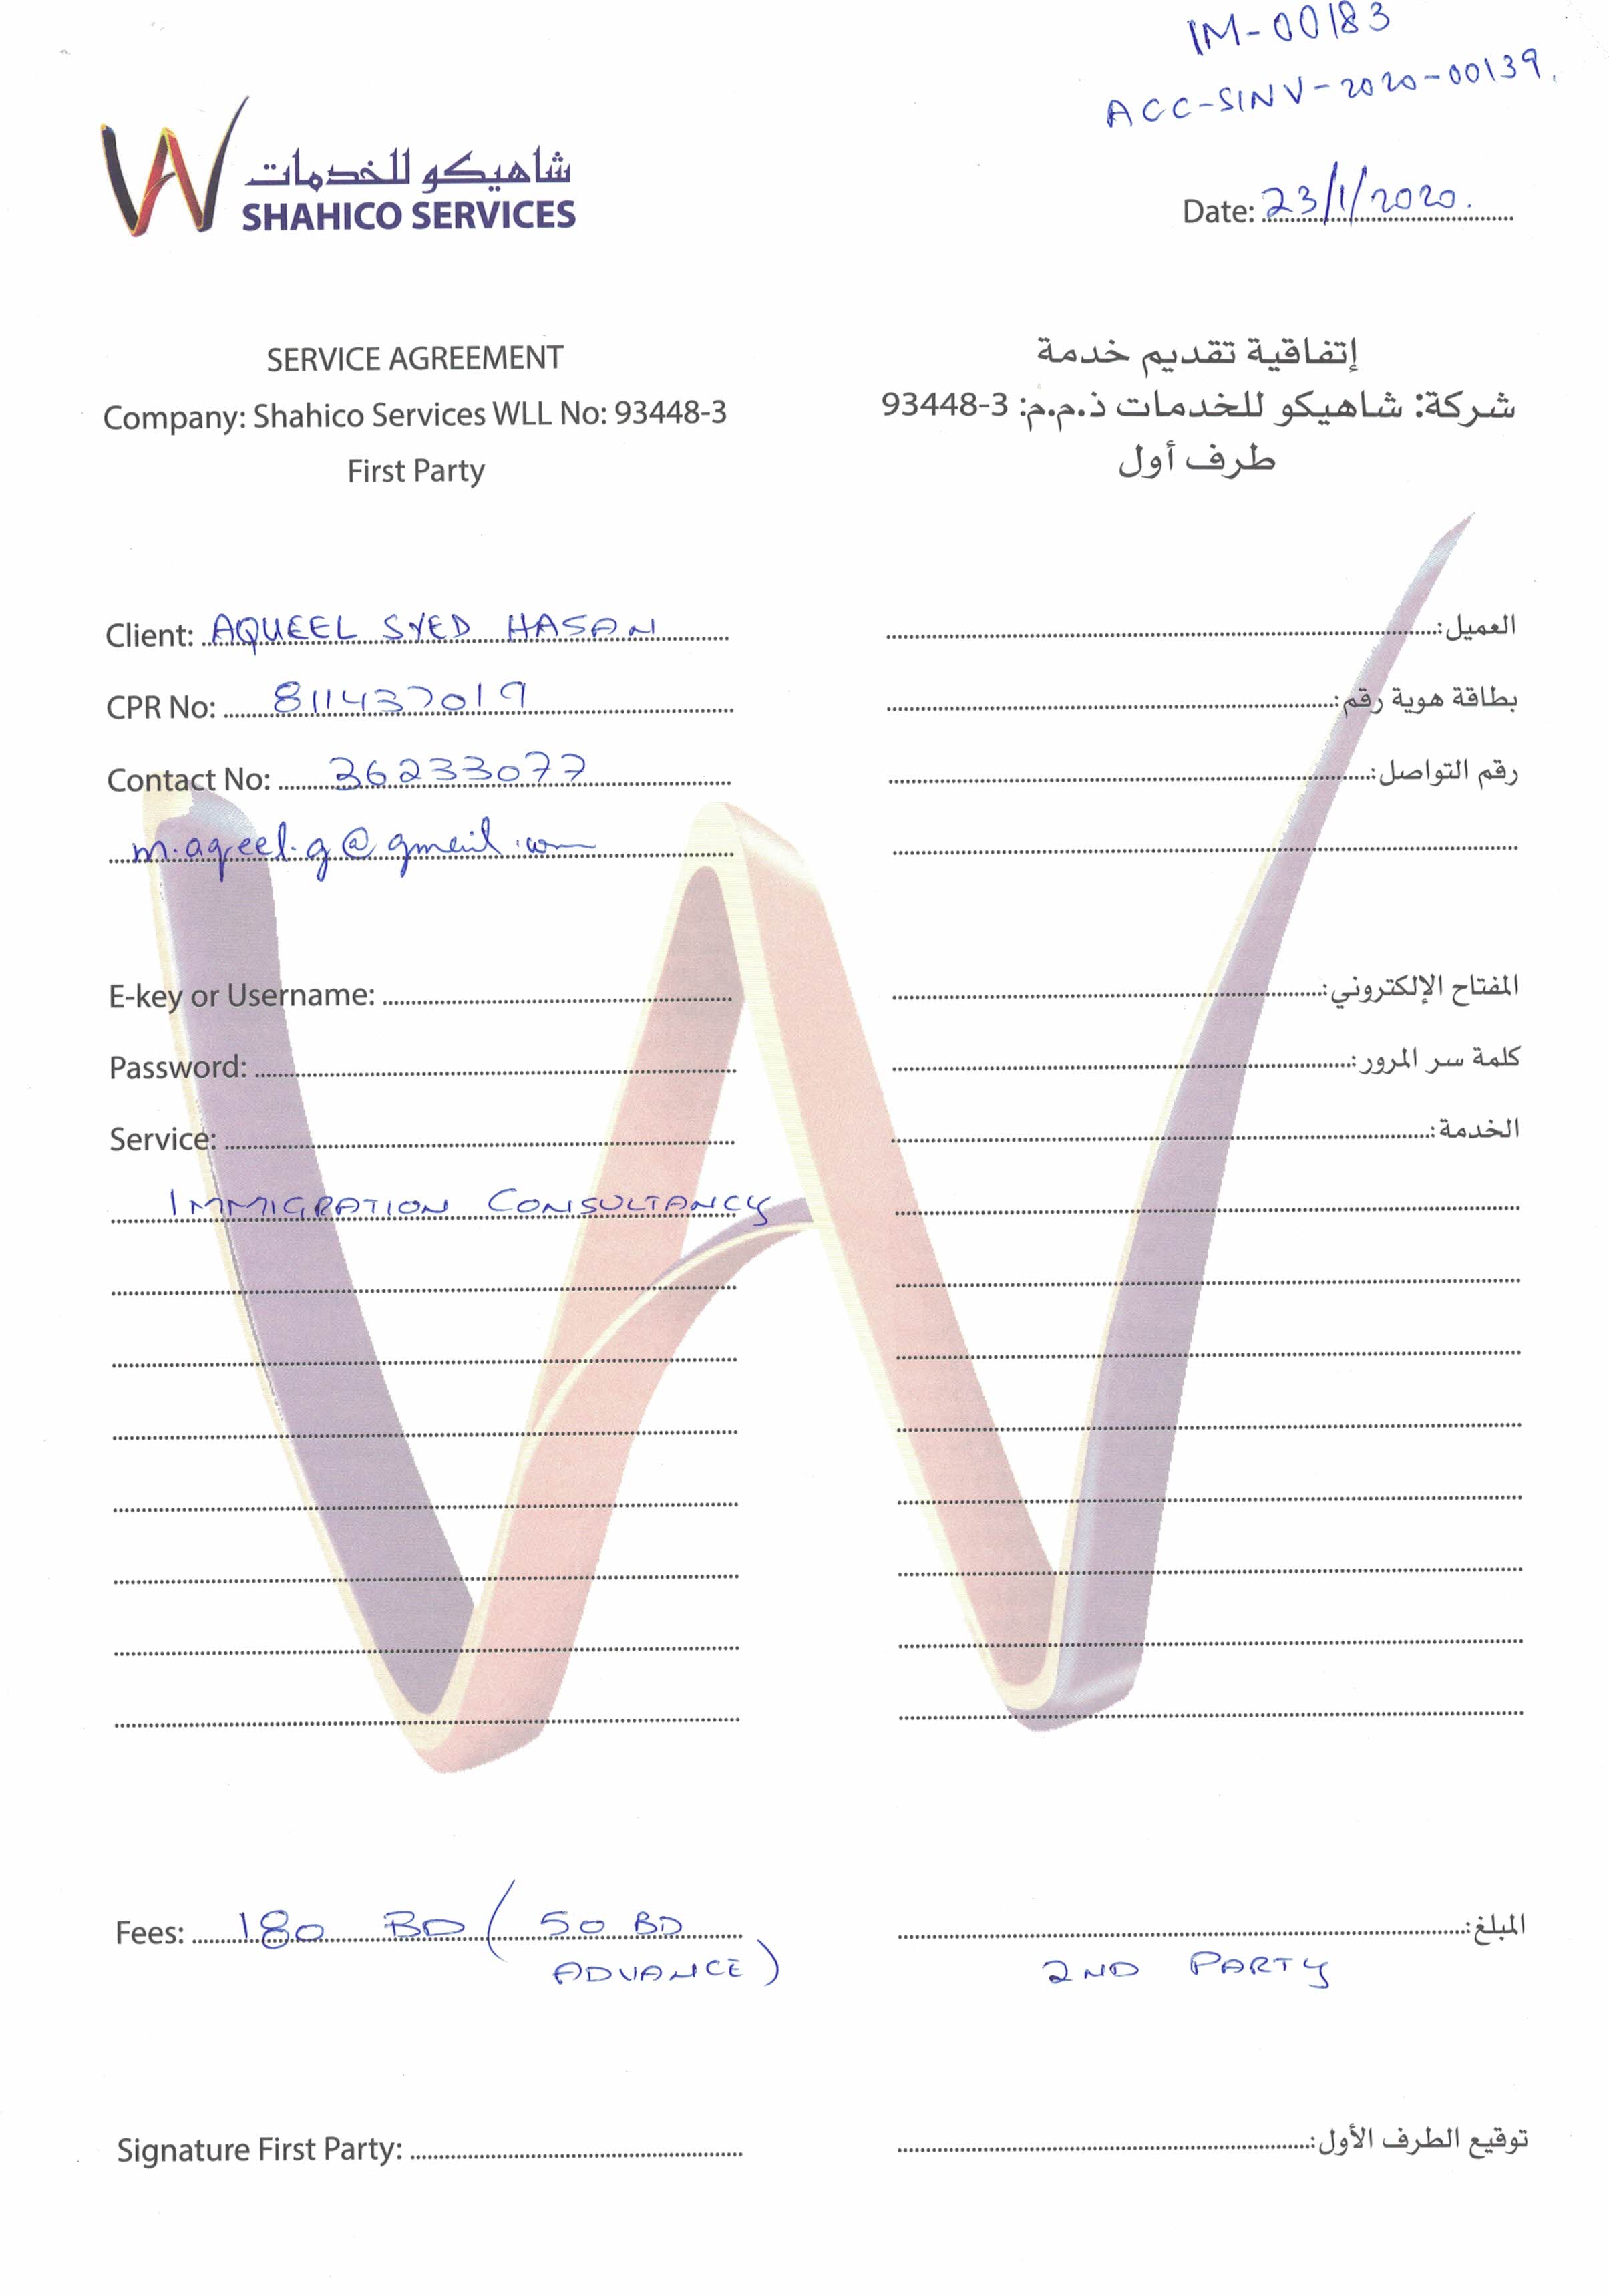 IM-00183
ACC-SINV-2020-00139.
شاهيكو للخدمات
SHAHICO SERVICES
Date: 23/1/2020.
SERVICE AGREEMENT
Company: Shahico Services WLL No: 93448-3
First Party
إتفاقية تقديم خدمة
شركة: شاهيكو للخدمات ذ.م.م: 3-93448
طرف أول
Client: AQUEEL SYED HASAN
العميل:
CPR No: 811437019
بطاقة هوية رقم:
Contact No: 36233077
رقم التواصل:
m.aqeel.g@gmail.com
E-key or Username:
المفتاح الإلكتروني:
Password:
كلمة سر المرور:
Service:
الخدمة:
IMMIGRATION CONSULTANCY
Fees: 180 BD ( 50 BD
ADVANCE )
المبلغ:
2ND PARTY
Signature First Party:
توقيع الطرف الأول: